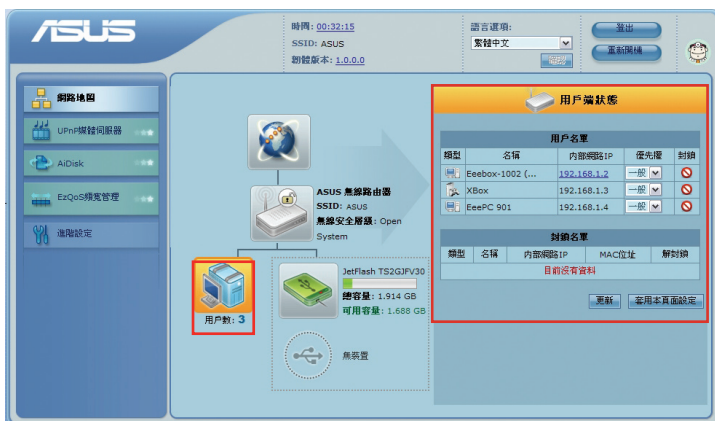 ASUS
時間: 00:32:15
SSID: ASUS
韌體版本: 1.0.0.0
語言選項:
繁體中文
登出
重新開機
網路地圖
UPnP媒體伺服器
AiDisk
EzQoS頻寬管理
進階設定
ASUS 無線路由器
SSID: ASUS
無線安全層級: Open
System
用戶數: 3
JetFlash TS2GJFV30
總容量: 1.914 GB
可用容量: 1.688 GB
無裝置
用戶端狀態
用戶名單
類型 名稱 內部網路IP 優先權 封鎖
Eeebox-1002 (... 192.168.1.2 一般
XBox 192.168.1.3 一般
EeePC 901 192.168.1.4 一般
封鎖名單
類型 名稱 內部網路IP MAC位址 解封鎖
目前沒有資料
更新 套用本頁面設定